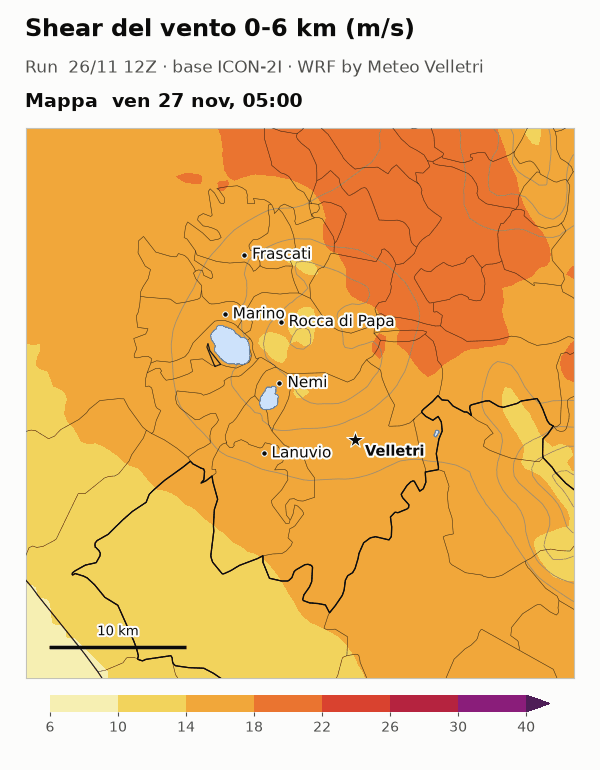 Shear del vento 0-6 km (m/s)
Run  26/11 12Z · base ICON-2I · WRF by Meteo Velletri
Mappa  ven 27 nov, 05:00
Frascati
Marino
Rocca di Papa
Nemi
Velletri
Lanuvio
10 km
6 10 14 18 22 26 30 40